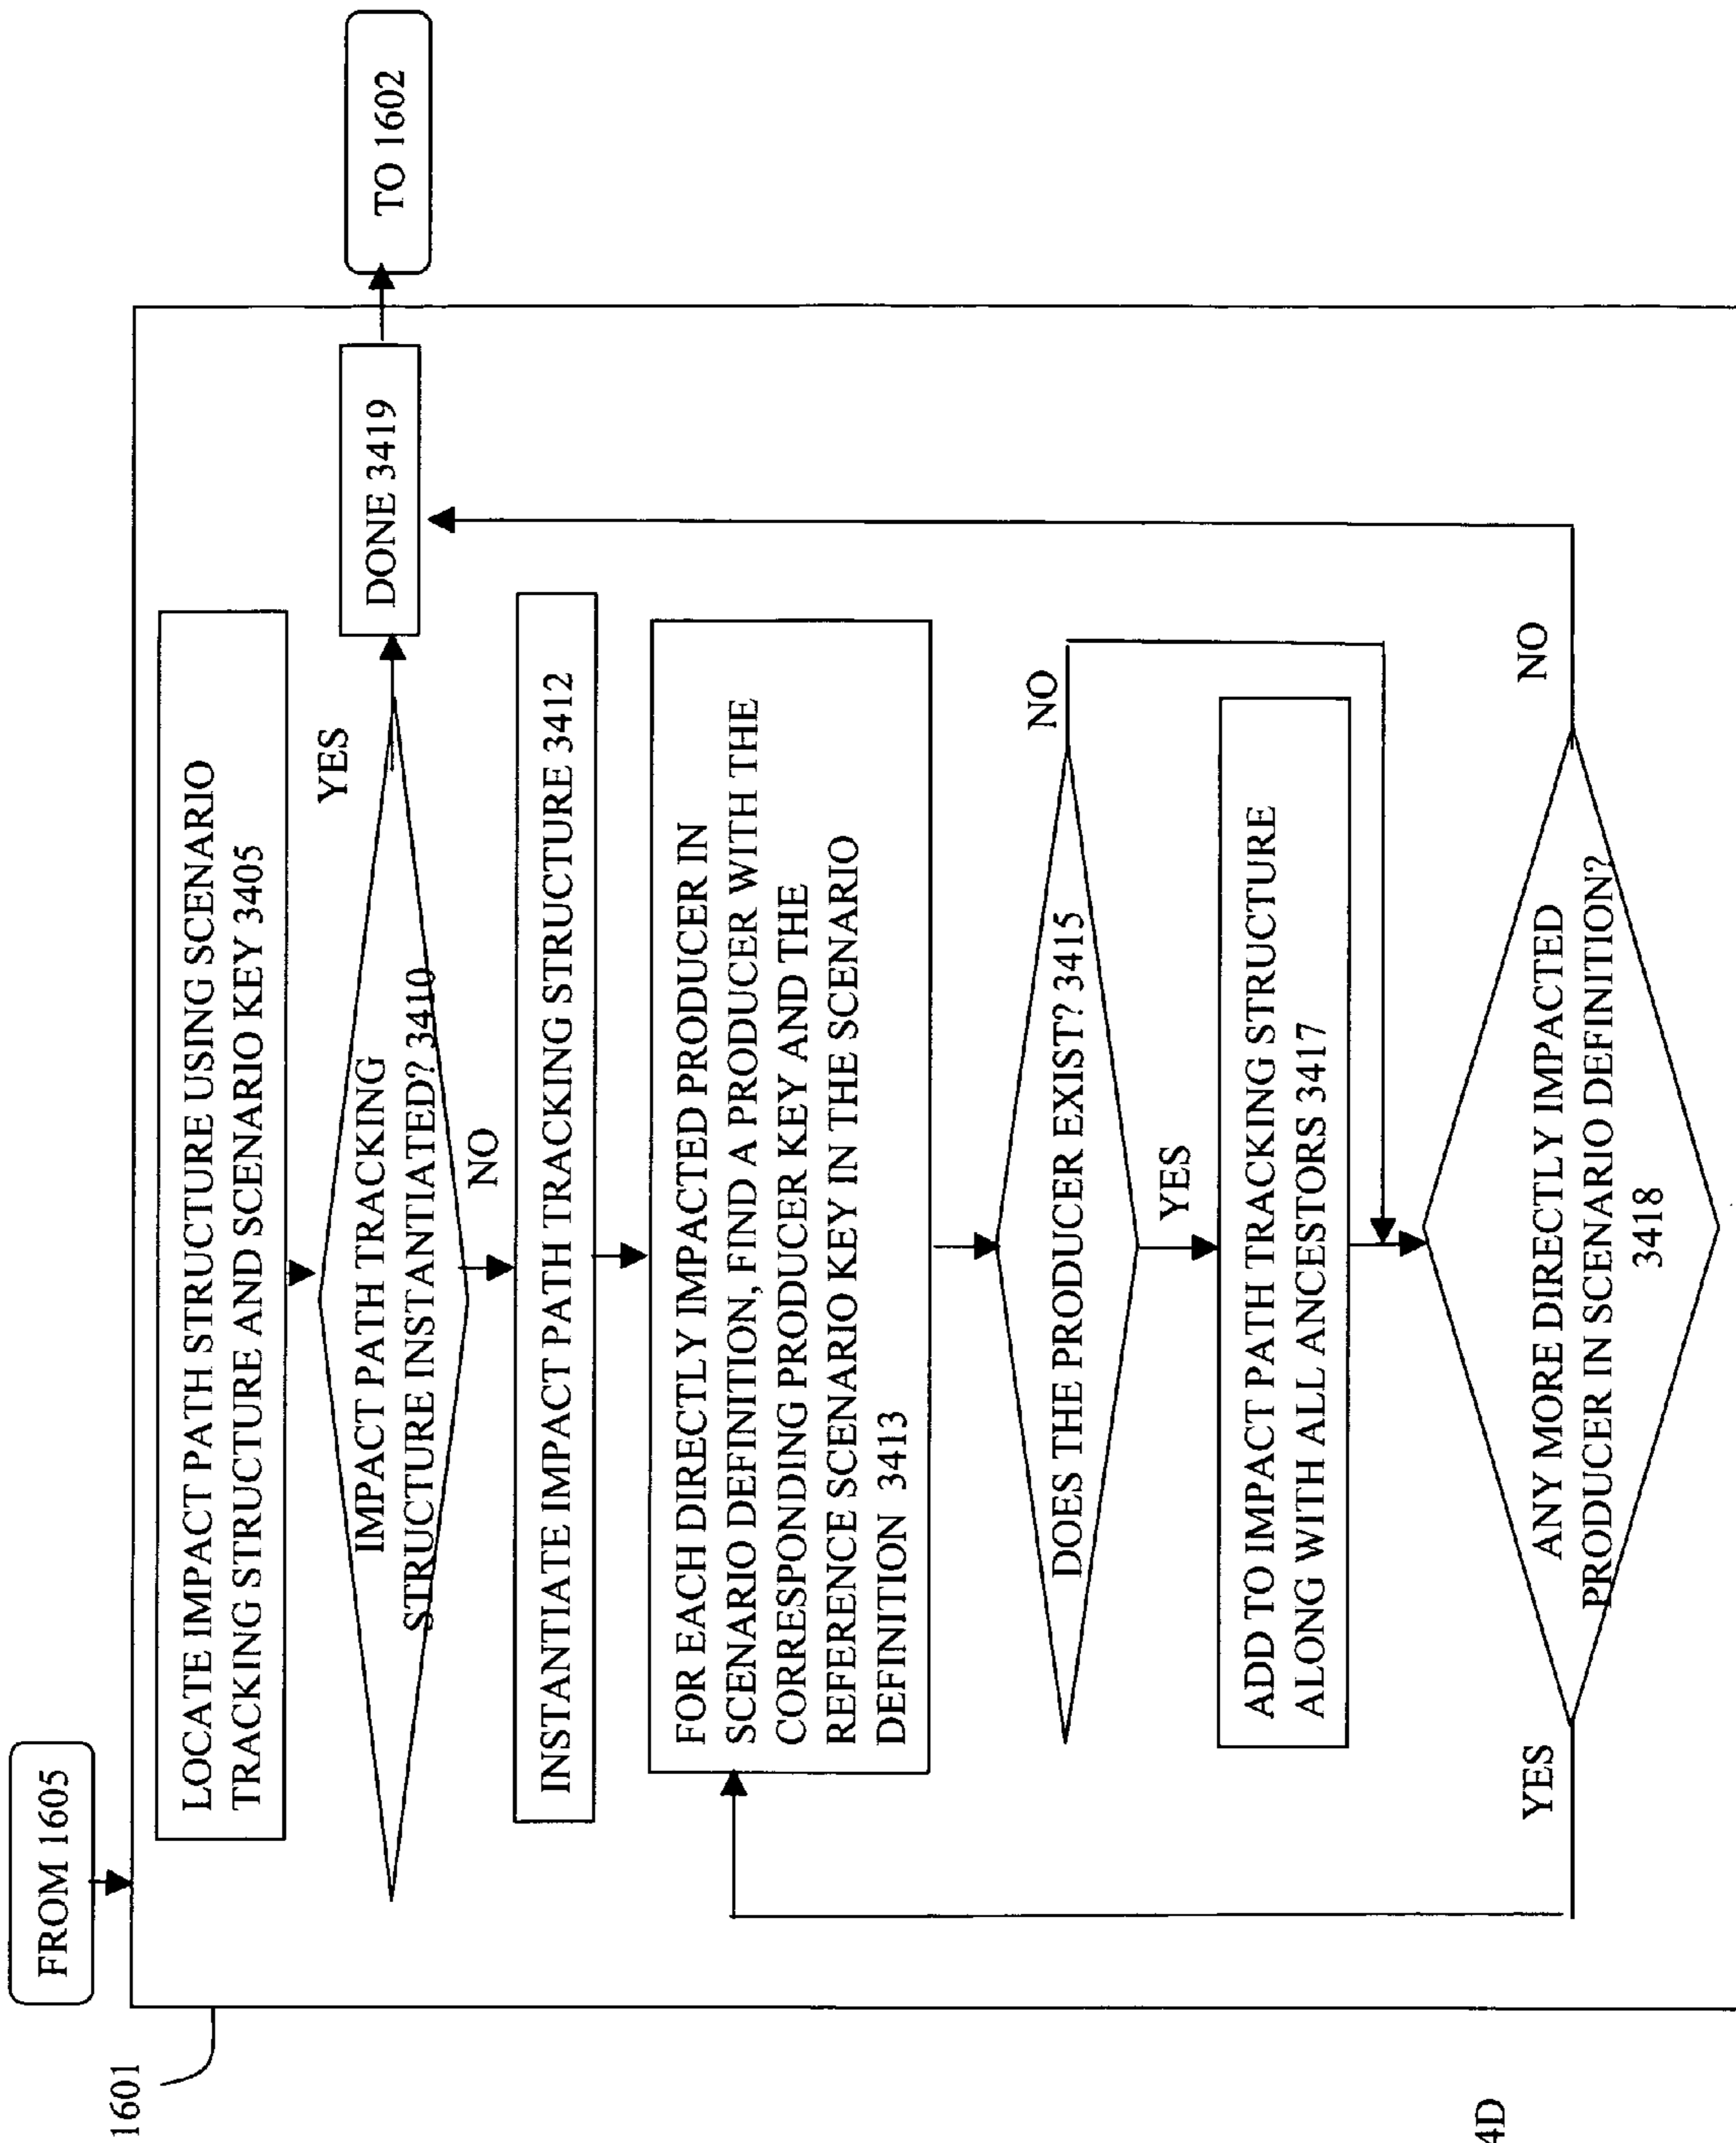 FROM 1605
1601
LOCATE IMPACT PATH STRUCTURE USING SCENARIO
TRACKING STRUCTURE AND SCENARIO KEY 3405
IMPACT PATH TRACKING
STRUCTURE INSTANTIATED? 3410
YES
DONE 3419
TO 1602
NO
INSTANTIATE IMPACT PATH TRACKING STRUCTURE 3412
FOR EACH DIRECTLY IMPACTED PRODUCER IN
SCENARIO DEFINITION, FIND A PRODUCER WITH THE
CORRESPONDING PRODUCER KEY AND THE
REFERENCE SCENARIO KEY IN THE SCENARIO
DEFINITION 3413
DOES THE PRODUCER EXIST? 3415
NO
YES
ADD TO IMPACT PATH TRACKING STRUCTURE
ALONG WITH ALL ANCESTORS 3417
ANY MORE DIRECTLY IMPACTED
PRODUCER IN SCENARIO DEFINITION?
3418
YES
NO
4D